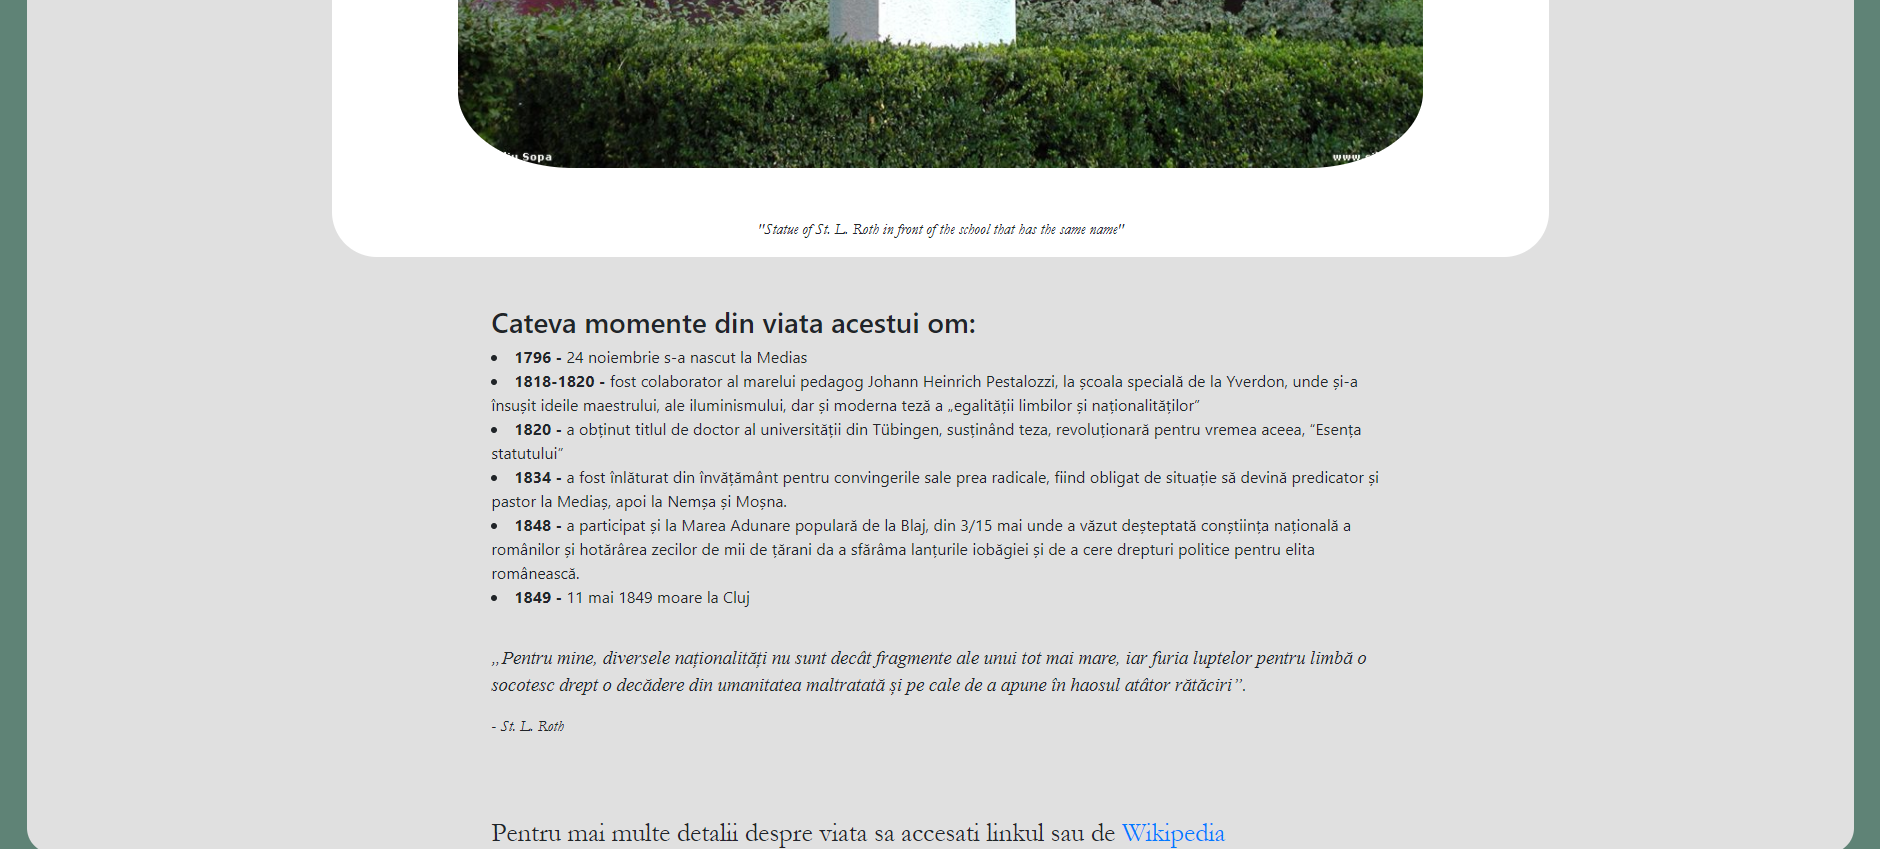 Sopa
www
"Statue of St. L. Roth in front of the school that has the same name"
Cateva momente din viata acestui om:
• 1796 - 24 noiembrie s-a nascut la Medias
• 1818-1820 - fost colaborator al marelui pedagog Johann Heinrich Pestalozzi, la școala specială de la Yverdon, unde și-a
însușit ideile maestrului, ale iluminismului, dar și moderna teză a „egalității limbilor și naționalităților”
• 1820 - a obținut titlul de doctor al universității din Tübingen, susținând teza, revoluționară pentru vremea aceea, “Esența
statutului”
• 1834 - a fost înlăturat din învățământ pentru convingerile sale prea radicale, fiind obligat de situație să devină predicator și
pastor la Mediaș, apoi la Nemșa și Moșna.
• 1848 - a participat și la Marea Adunare populară de la Blaj, din 3/15 mai unde a văzut deșteptată conștiința națională a
românilor și hotărârea zecilor de mii de țărani da a sfărâma lanțurile iobăgiei și de a cere drepturi politice pentru elita
românească.
• 1849 - 11 mai 1849 moare la Cluj
„Pentru mine, diversele naționalități nu sunt decât fragmente ale unui tot mai mare, iar furia luptelor pentru limbă o
socotesc drept o decădere din umanitatea maltratată și pe cale de a apune în haosul atâtor rătăciri”.
- St. L. Roth
Pentru mai multe detalii despre viata sa accesati linkul sau de Wikipedia